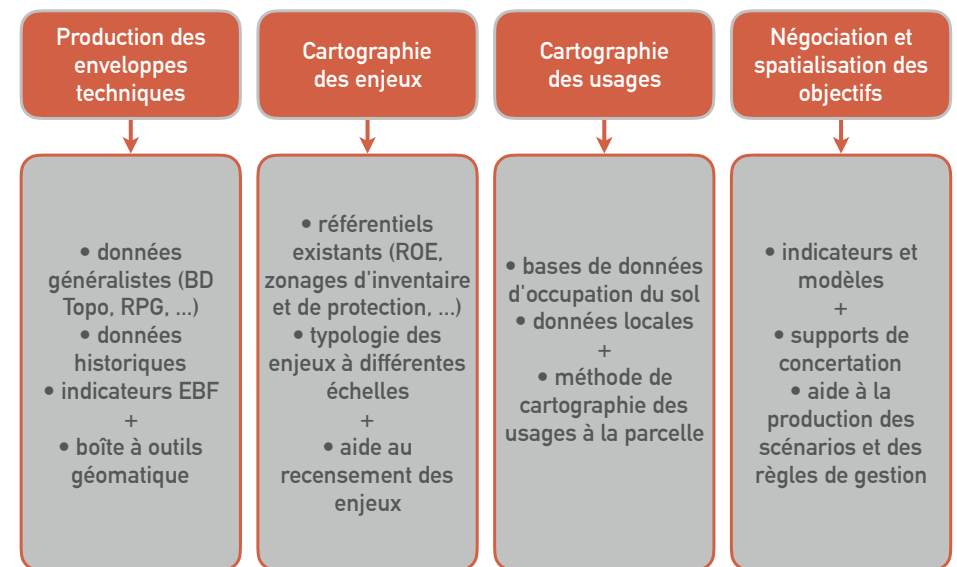 Production des
enveloppes
techniques
• données
généralistes (BD
Topo, RPG, ...)
• données
historiques
• indicateurs EBF
+
• boîte à outils
géomatique
Cartographie
des enjeux
• référentiels
existants (ROE,
zonages d'inventaire
et de protection, ...)
• typologie des
enjeux à différentes
échelles
+
• aide au
recensement des
enjeux
Cartographie
des usages
• bases de données
d'occupation du sol
• données locales
+
• méthode de
cartographie des
usages à la parcelle
Négociation et
spatialisation des
objectifs
• indicateurs et
modèles
+
• supports de
concertation
• aide à la
production des
scénarios et des
règles de gestion